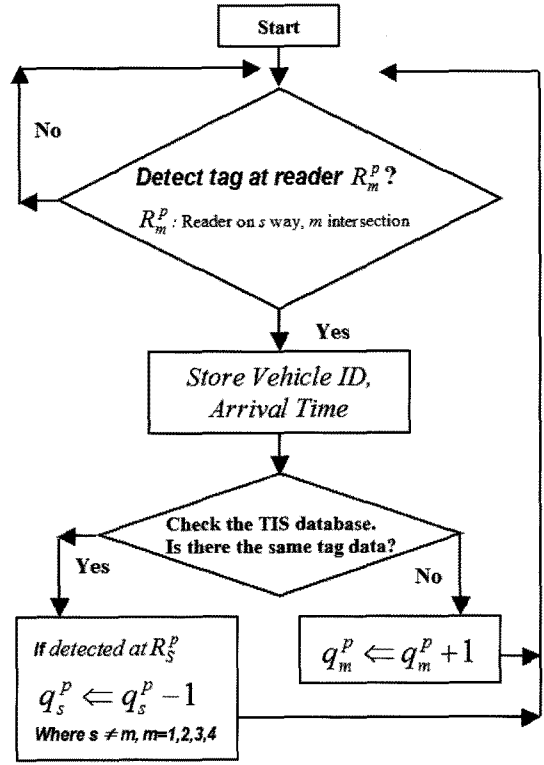 Start
No
Detect tag at reader R_m^p ?
R_m^p : Reader on s way, m intersection
Yes
Store Vehicle ID,
Arrival Time
Check the TIS database.
Is there the same tag data?
Yes
No
If detected at R_S^p
q_s^p ⇐ q_s^p − 1
Where s ≠ m, m=1,2,3,4
q_m^p ⇐ q_m^p + 1